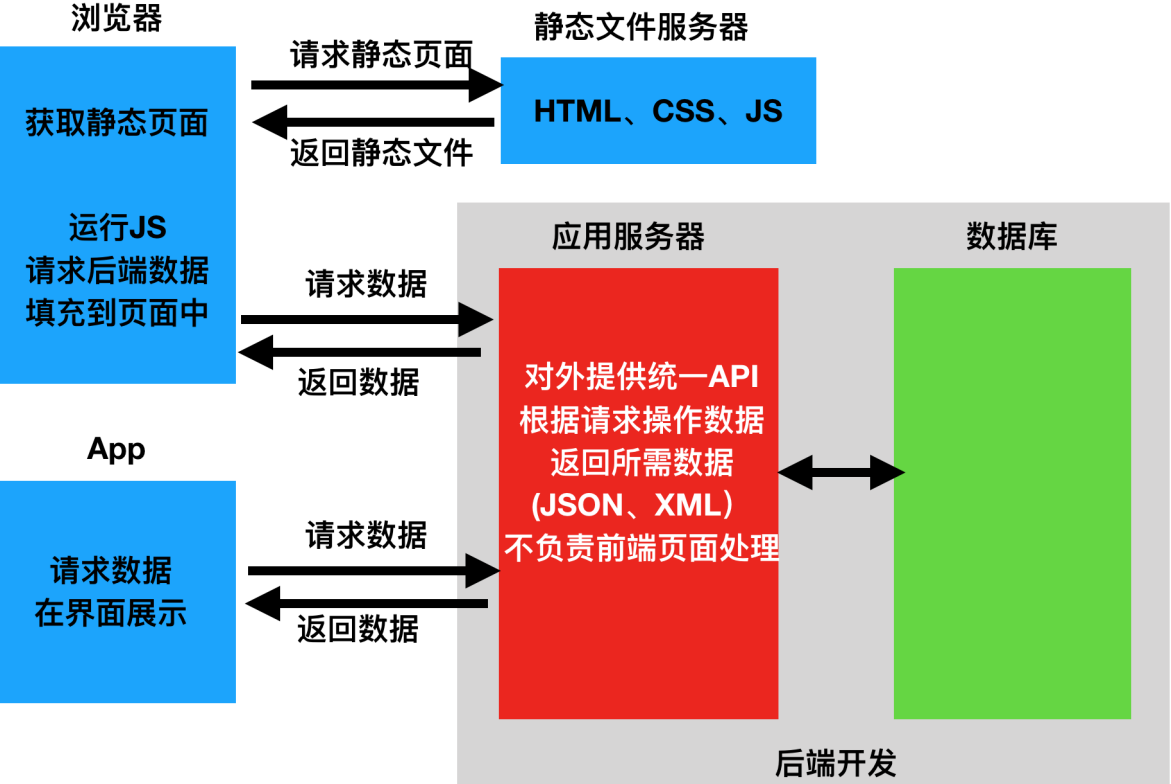 浏览器
静态文件服务器
请求静态页面
获取静态页面
HTML、CSS、JS
返回静态文件
运行JS
请求后端数据
填充到页面中
应用服务器
数据库
请求数据
返回数据
对外提供统一API
根据请求操作数据
返回所需数据
(JSON、XML）
不负责前端页面处理
App
请求数据
在界面展示
请求数据
返回数据
后端开发